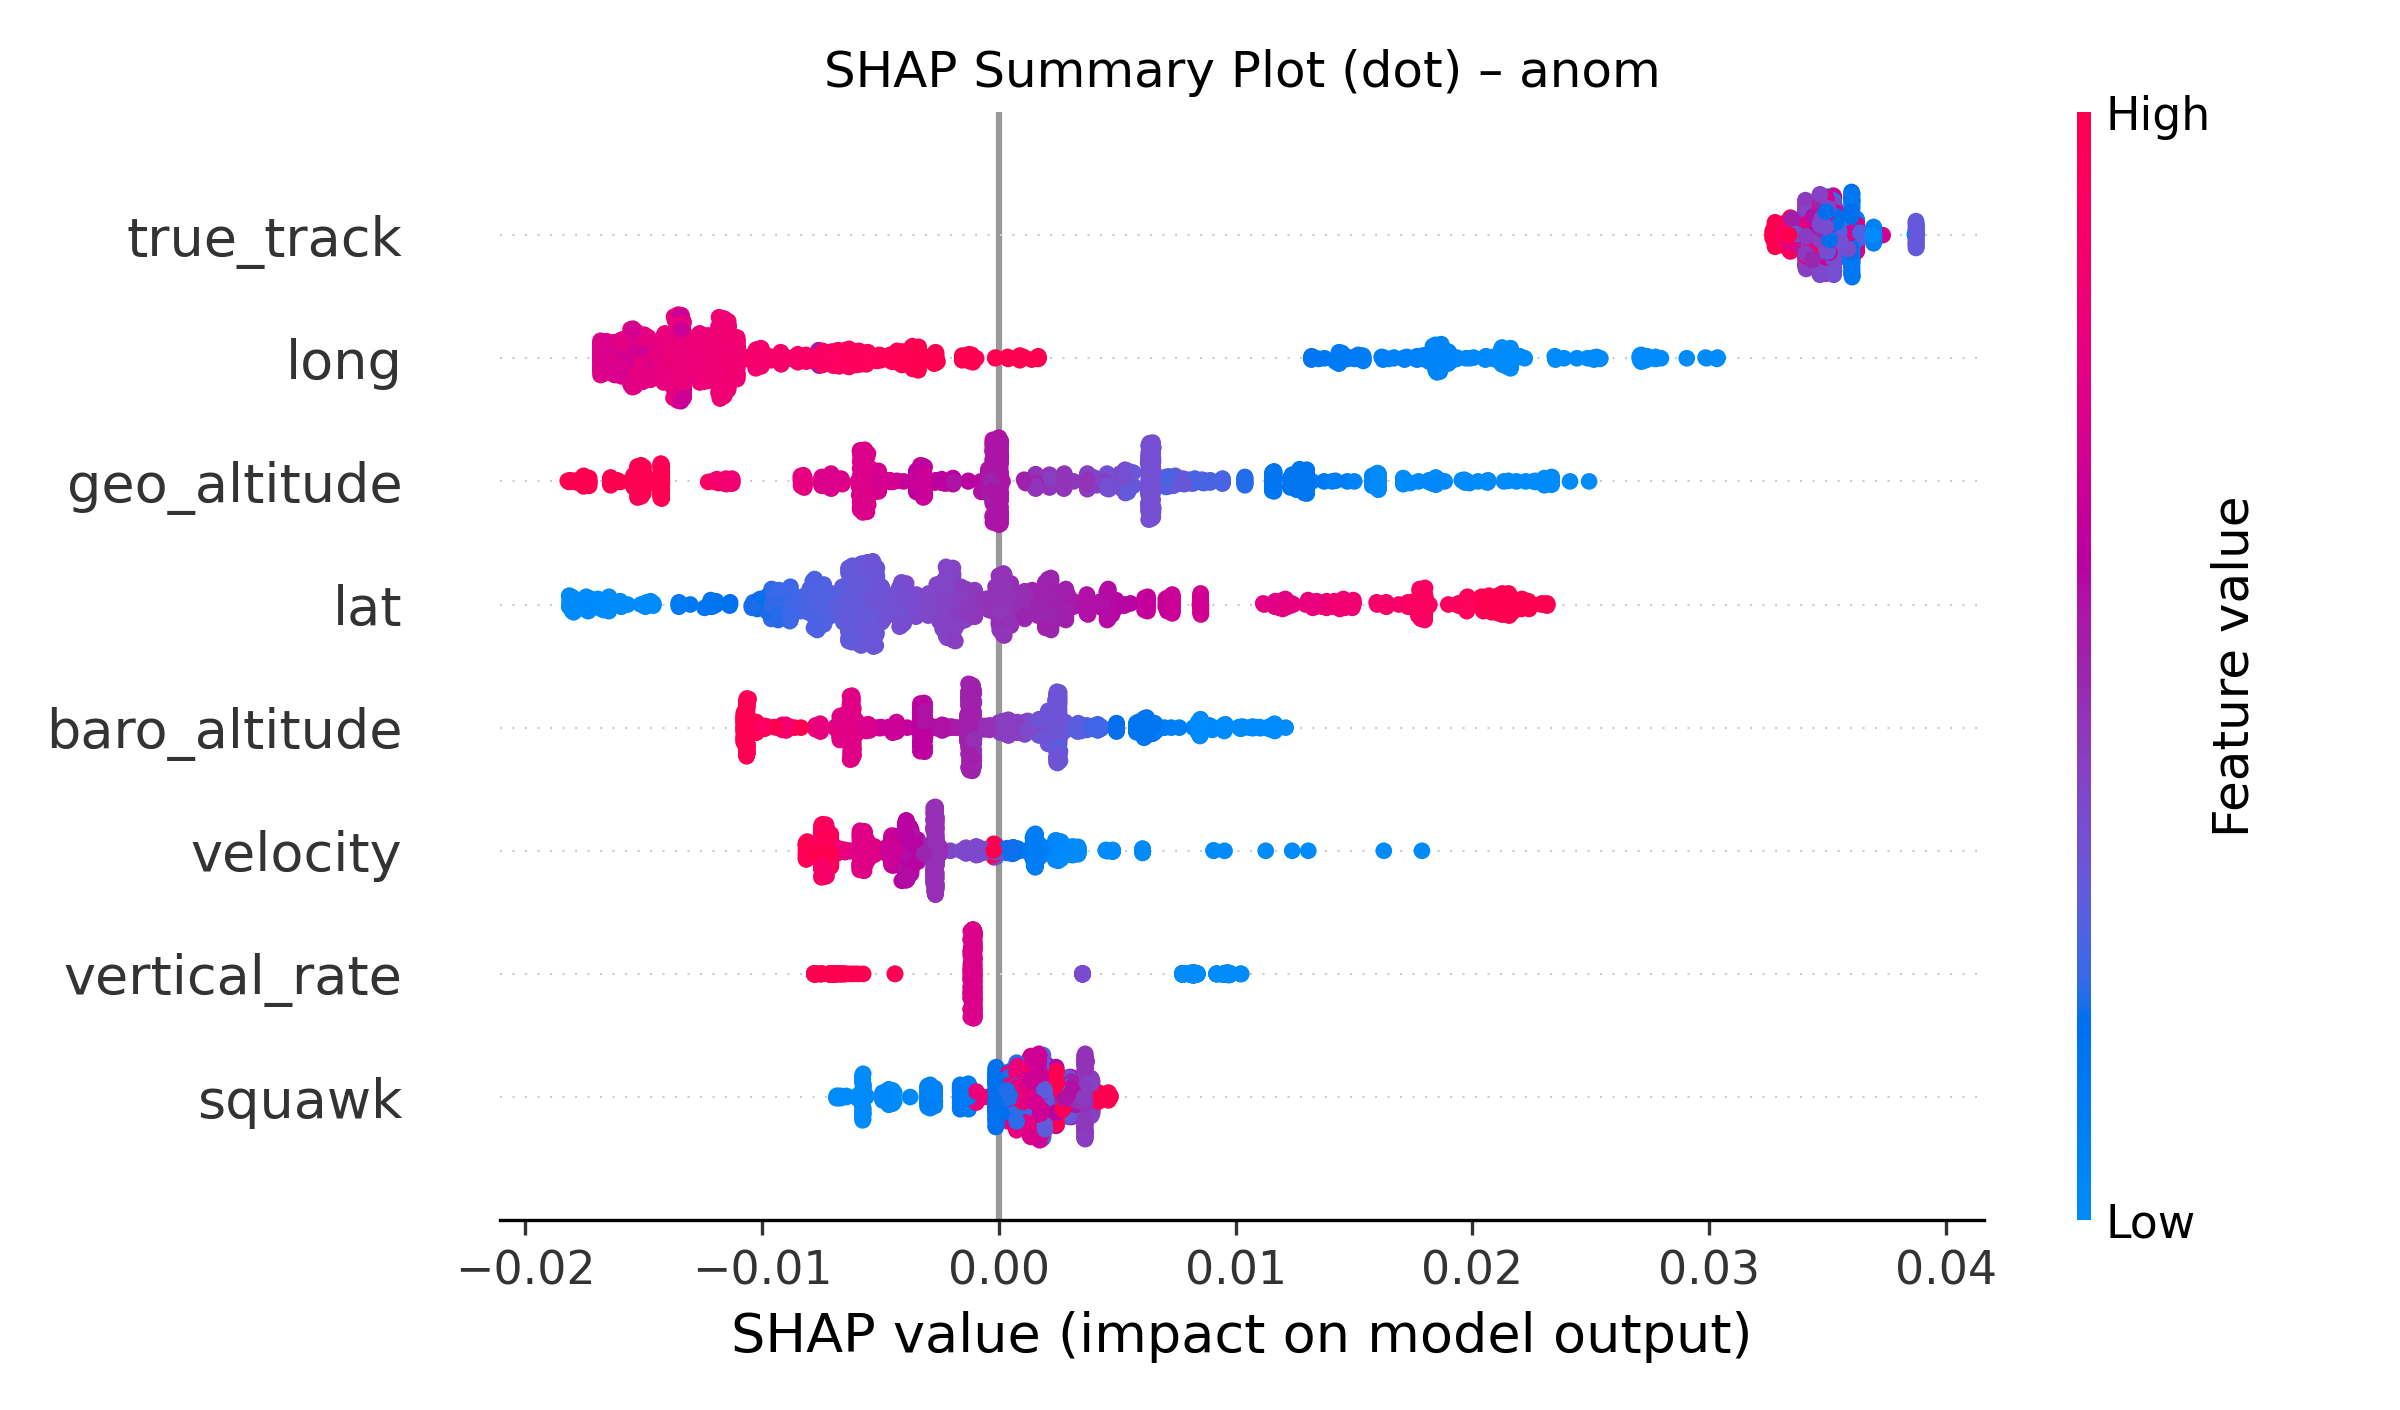 SHAP Summary Plot (dot) – anom
High
true_track
long
geo_altitude
lat
baro_altitude
velocity
vertical_rate
squawk
Feature value
Low
−0.02 −0.01 0.00 0.01 0.02 0.03 0.04
SHAP value (impact on model output)